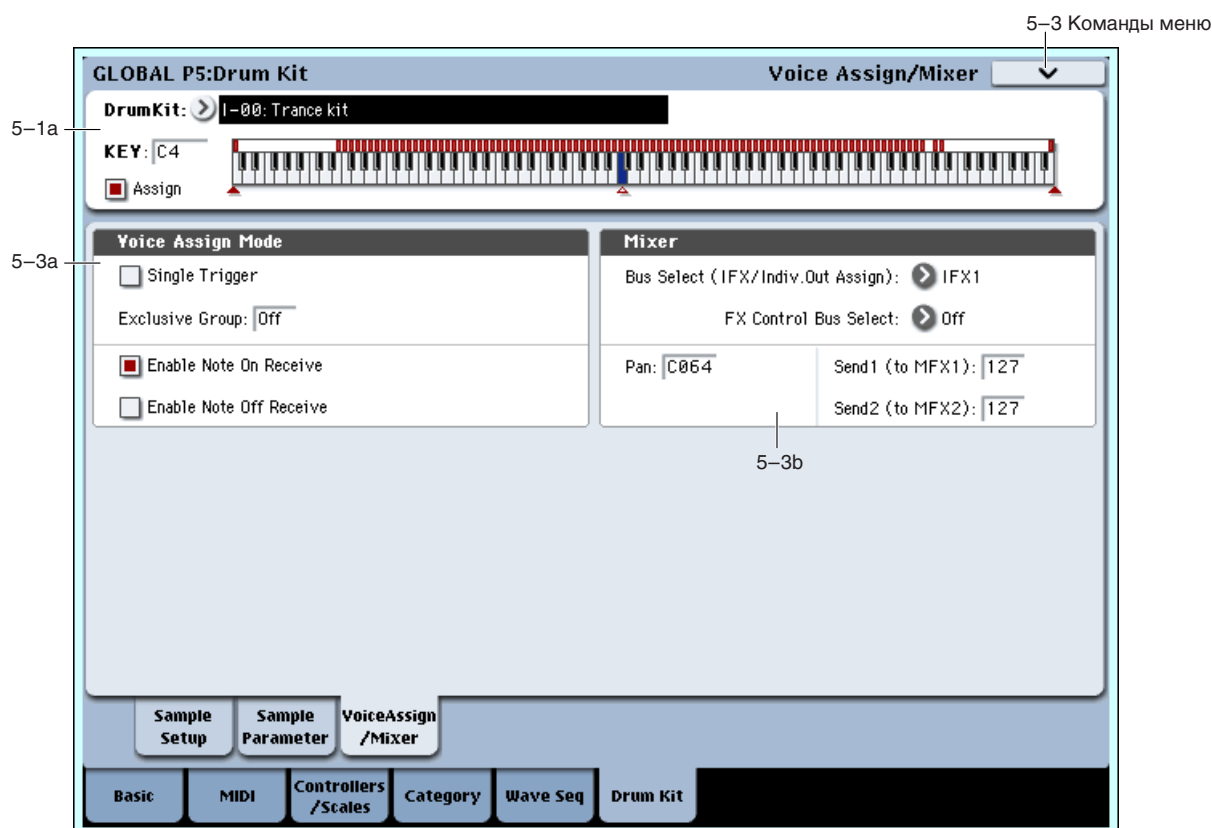 5–3 Команды меню
GLOBAL P5:Drum Kit
Voice Assign/Mixer
DrumKit: I-00: Trance kit
5–1a
KEY: C4
Assign
Voice Assign Mode
Mixer
5–3a
Single Trigger
Bus Select (IFX/Indiv.Out Assign): IFX1
Exclusive Group: Off
FX Control Bus Select: Off
Enable Note On Receive
Pan: C064
Send1 (to MFX1): 127
Enable Note Off Receive
Send2 (to MFX2): 127
5–3b
Sample Setup
Sample Parameter
VoiceAssign /Mixer
Basic
MIDI
Controllers /Scales
Category
Wave Seq
Drum Kit